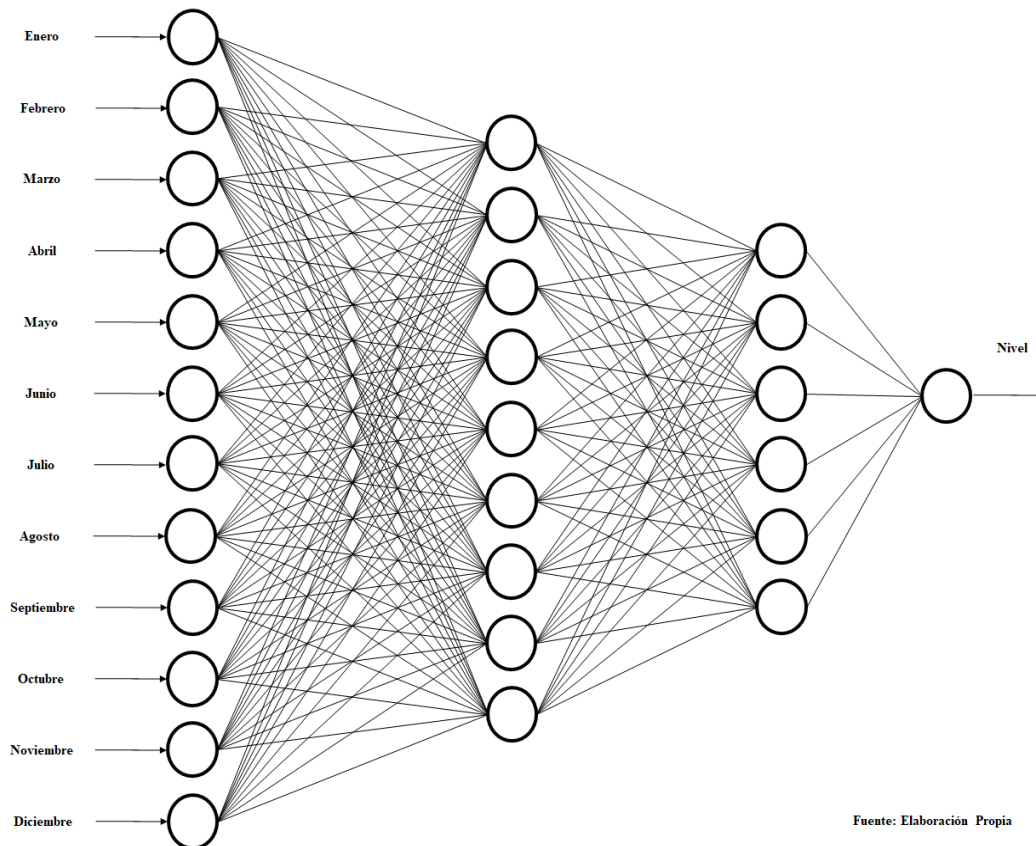 Enero
Febrero
Marzo
Abril
Mayo
Junio
Julio
Agosto
Septiembre
Octubre
Noviembre
Diciembre
Nivel
Fuente: Elaboración Propia